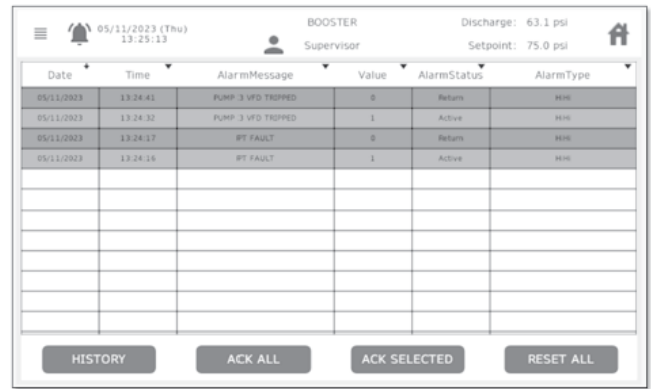 05/11/2023 (Thu) BOOSTER Discharge: 63.1 psi
13:25:13 Supervisor Setpoint: 75.0 psi
Date Time AlarmMessage Value AlarmStatus AlarmType
05/11/2023 13:24:41 PUMP 3 VFD TRIPPED 0 Return HiHi
05/11/2023 13:24:32 PUMP 3 VFD TRIPPED 1 Active HiHi
05/11/2023 13:24:17 IPT FAULT 0 Return HiHi
05/11/2023 13:24:16 IPT FAULT 1 Active HiHi
HISTORY ACK ALL ACK SELECTED RESET ALL